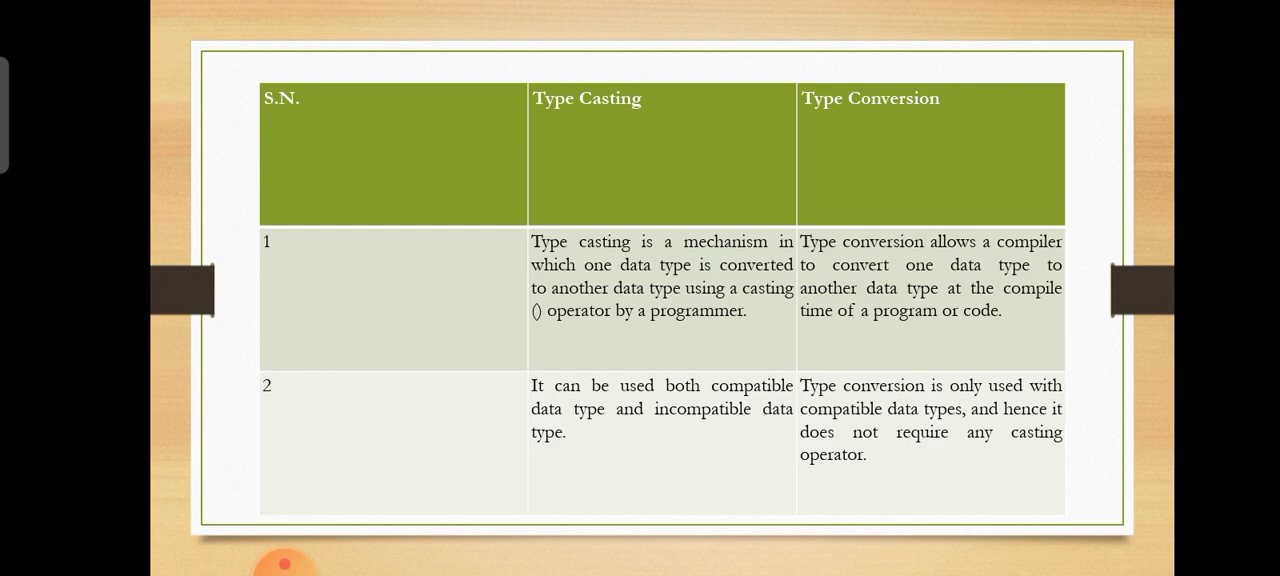 S.N.
Type Casting
Type Conversion
1
Type casting is a mechanism in
which one data type is converted
to another data type using a casting
() operator by a programmer.
Type conversion allows a compiler
to convert one data type to
another data type at the compile
time of a program or code.
2
It can be used both compatible
data type and incompatible data
type.
Type conversion is only used with
compatible data types, and hence it
does not require any casting
operator.